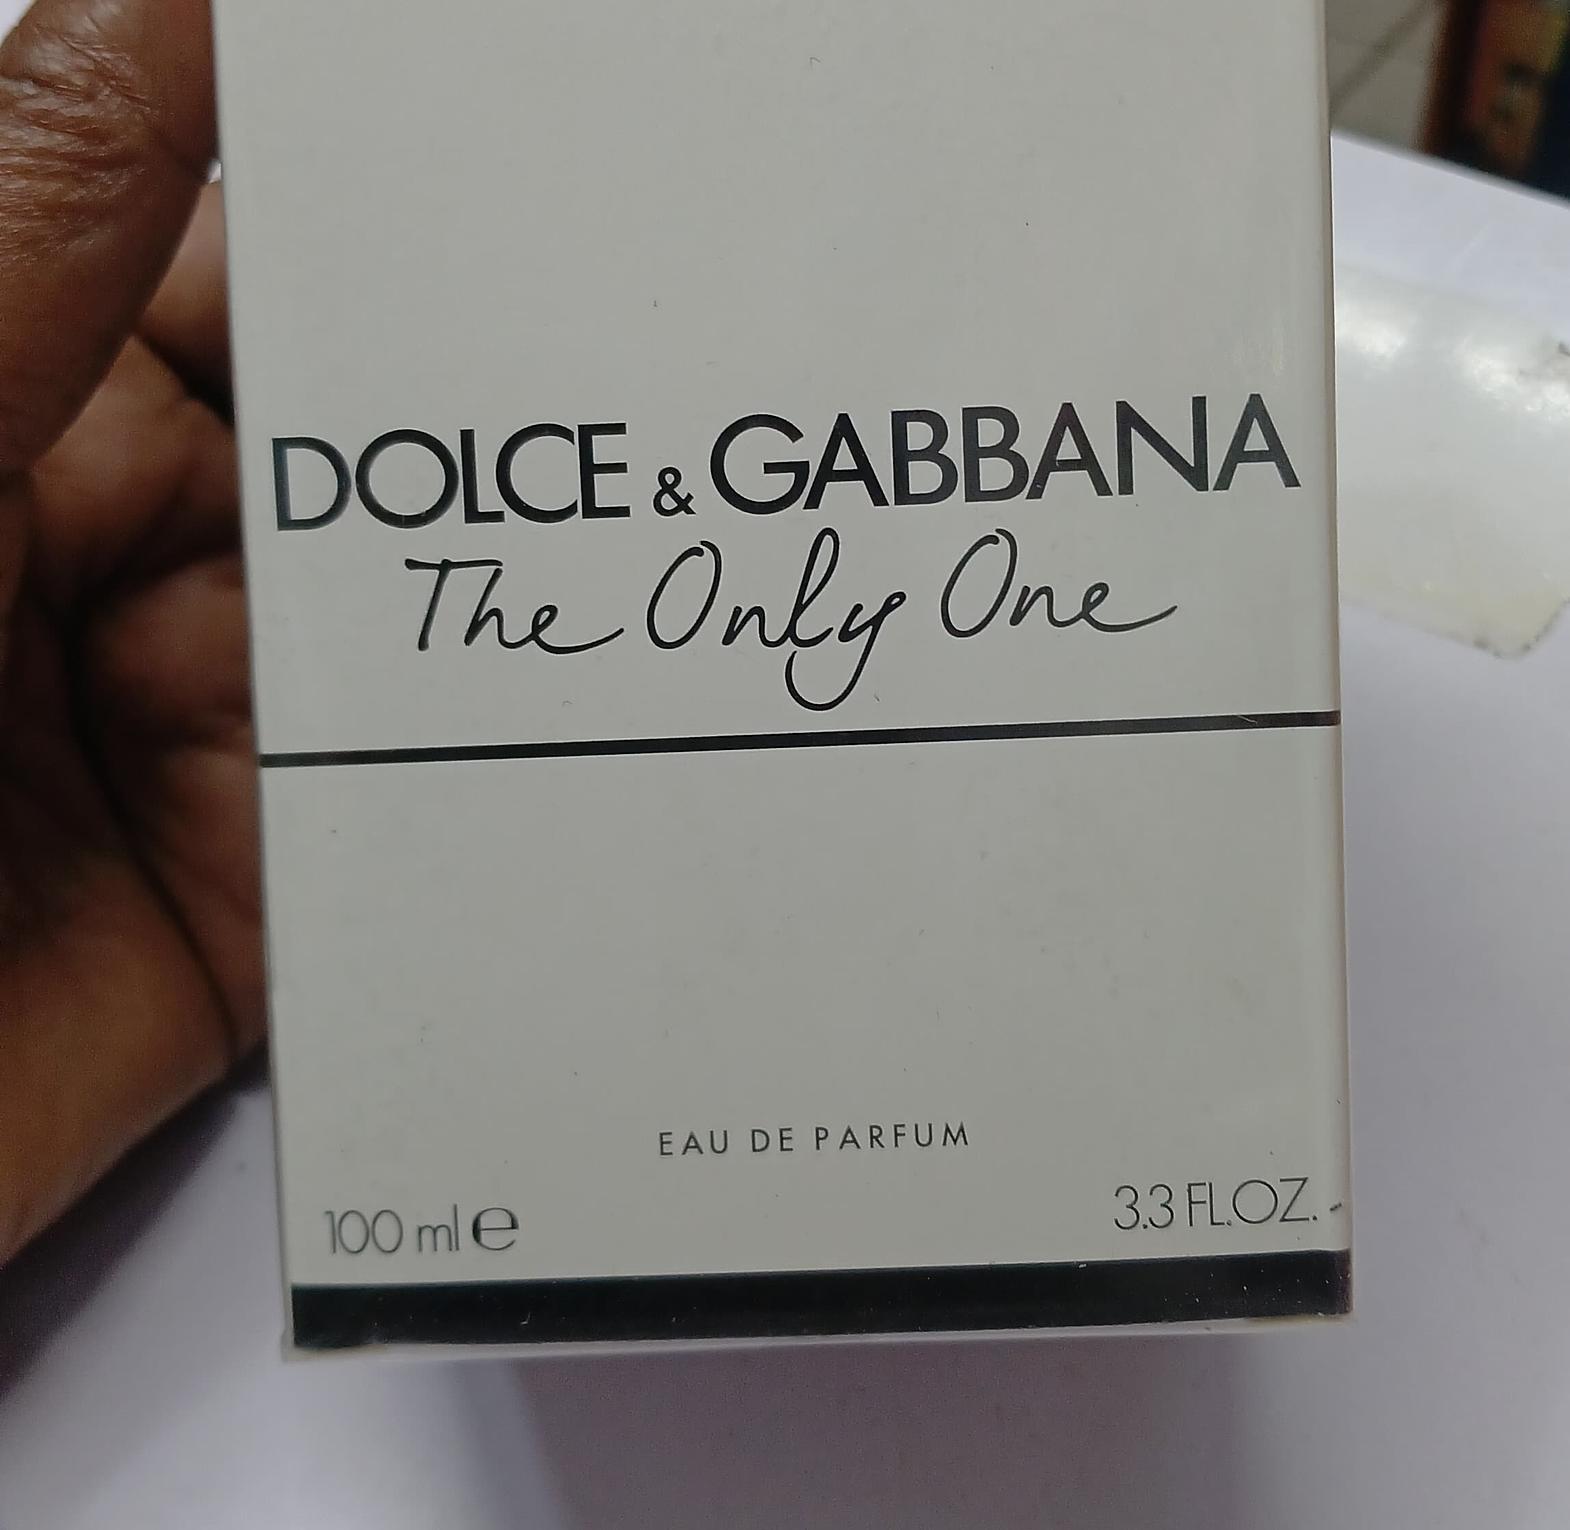 DOLCE & GABBANA
The Only One
EAU DE PARFUM
100 ml ℮
3.3 FL.OZ.